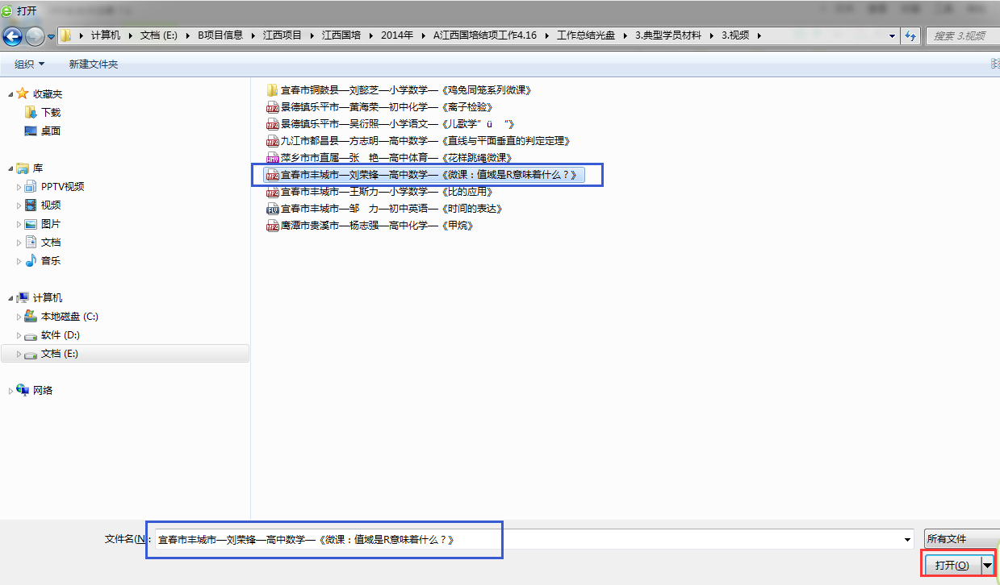 打开
计算机 文档 (E:) B项目信息 江西项目 江西国培 2014年 A江西国培结项工作4.16 工作总结光盘 3.典型学员材料 3.视频
搜索 3.视频
组织 新建文件夹
收藏夹
下载
桌面
库
PPTV视频
视频
图片
文档
音乐
计算机
本地磁盘 (C:)
软件 (D:)
文档 (E:)
网络
宜春市铜鼓县—刘懿芝—小学数学—《鸡兔同笼系列微课》
景德镇乐平市—黄海荣—初中化学—《离子检验》
景德镇乐平市—吴衍照—小学语文—《儿歌学”ü “》
九江市都昌县—方志明—高中数学—《直线与平面垂直的判定定理》
萍乡市市直属—张 艳—高中体育—《花样跳绳微课》
宜春市丰城市—刘荣锋—高中数学—《微课：值域是R意味着什么？》
宜春市丰城市—王斯力—小学数学—《比的应用》
宜春市丰城市—邹 力—初中英语—《时间的表达》
鹰潭市贵溪市—杨志强—高中化学—《甲烷》
文件名(N): 宜春市丰城市—刘荣锋—高中数学—《微课：值域是R意味着什么？》
所有文件
打开(O)